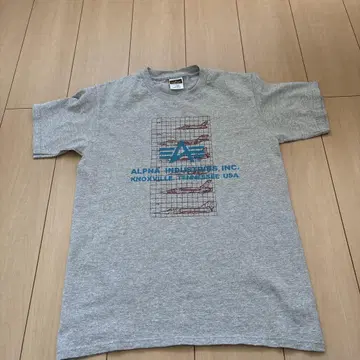 A
ALPHA INDUSTRIES, INC.
KNOXVILLE, TENNESSEE USA.